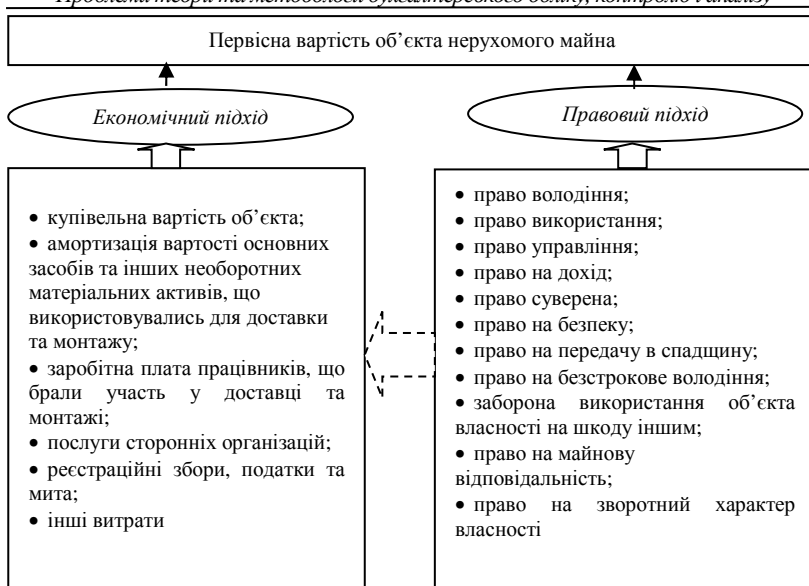 Проблеми теорії та методології бухгалтерського обліку, контролю і аналізу
Первісна вартість об’єкта нерухомого майна
Економічний підхід
Правовий підхід
• купівельна вартість об’єкта;
• амортизація вартості основних
засобів та інших необоротних
матеріальних активів, що
використовувались для доставки
та монтажу;
• заробітна плата працівників, що
брали участь у доставці та
монтажі;
• послуги сторонніх організацій;
• реєстраційні збори, податки та
мита;
• інші витрати
• право володіння;
• право використання;
• право управління;
• право на дохід;
• право суверена;
• право на безпеку;
• право на передачу в спадщину;
• право на безстрокове володіння;
• заборона використання об’єкта
власності на шкоду іншим;
• право на майнову
відповідальність;
• право на зворотний характер
власності